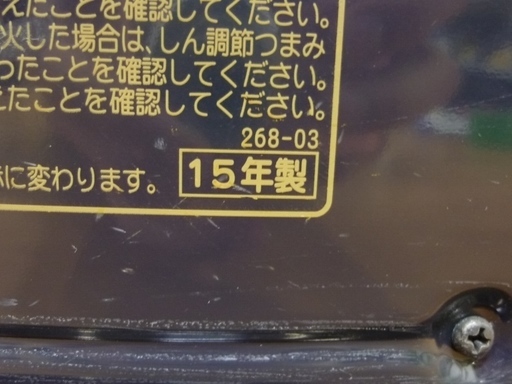 えたことを確認してください。
火した場合は、しん調節つまみ
ったことを確認してください。
えたことを確認してください。
268-03
に変わります。
15年製